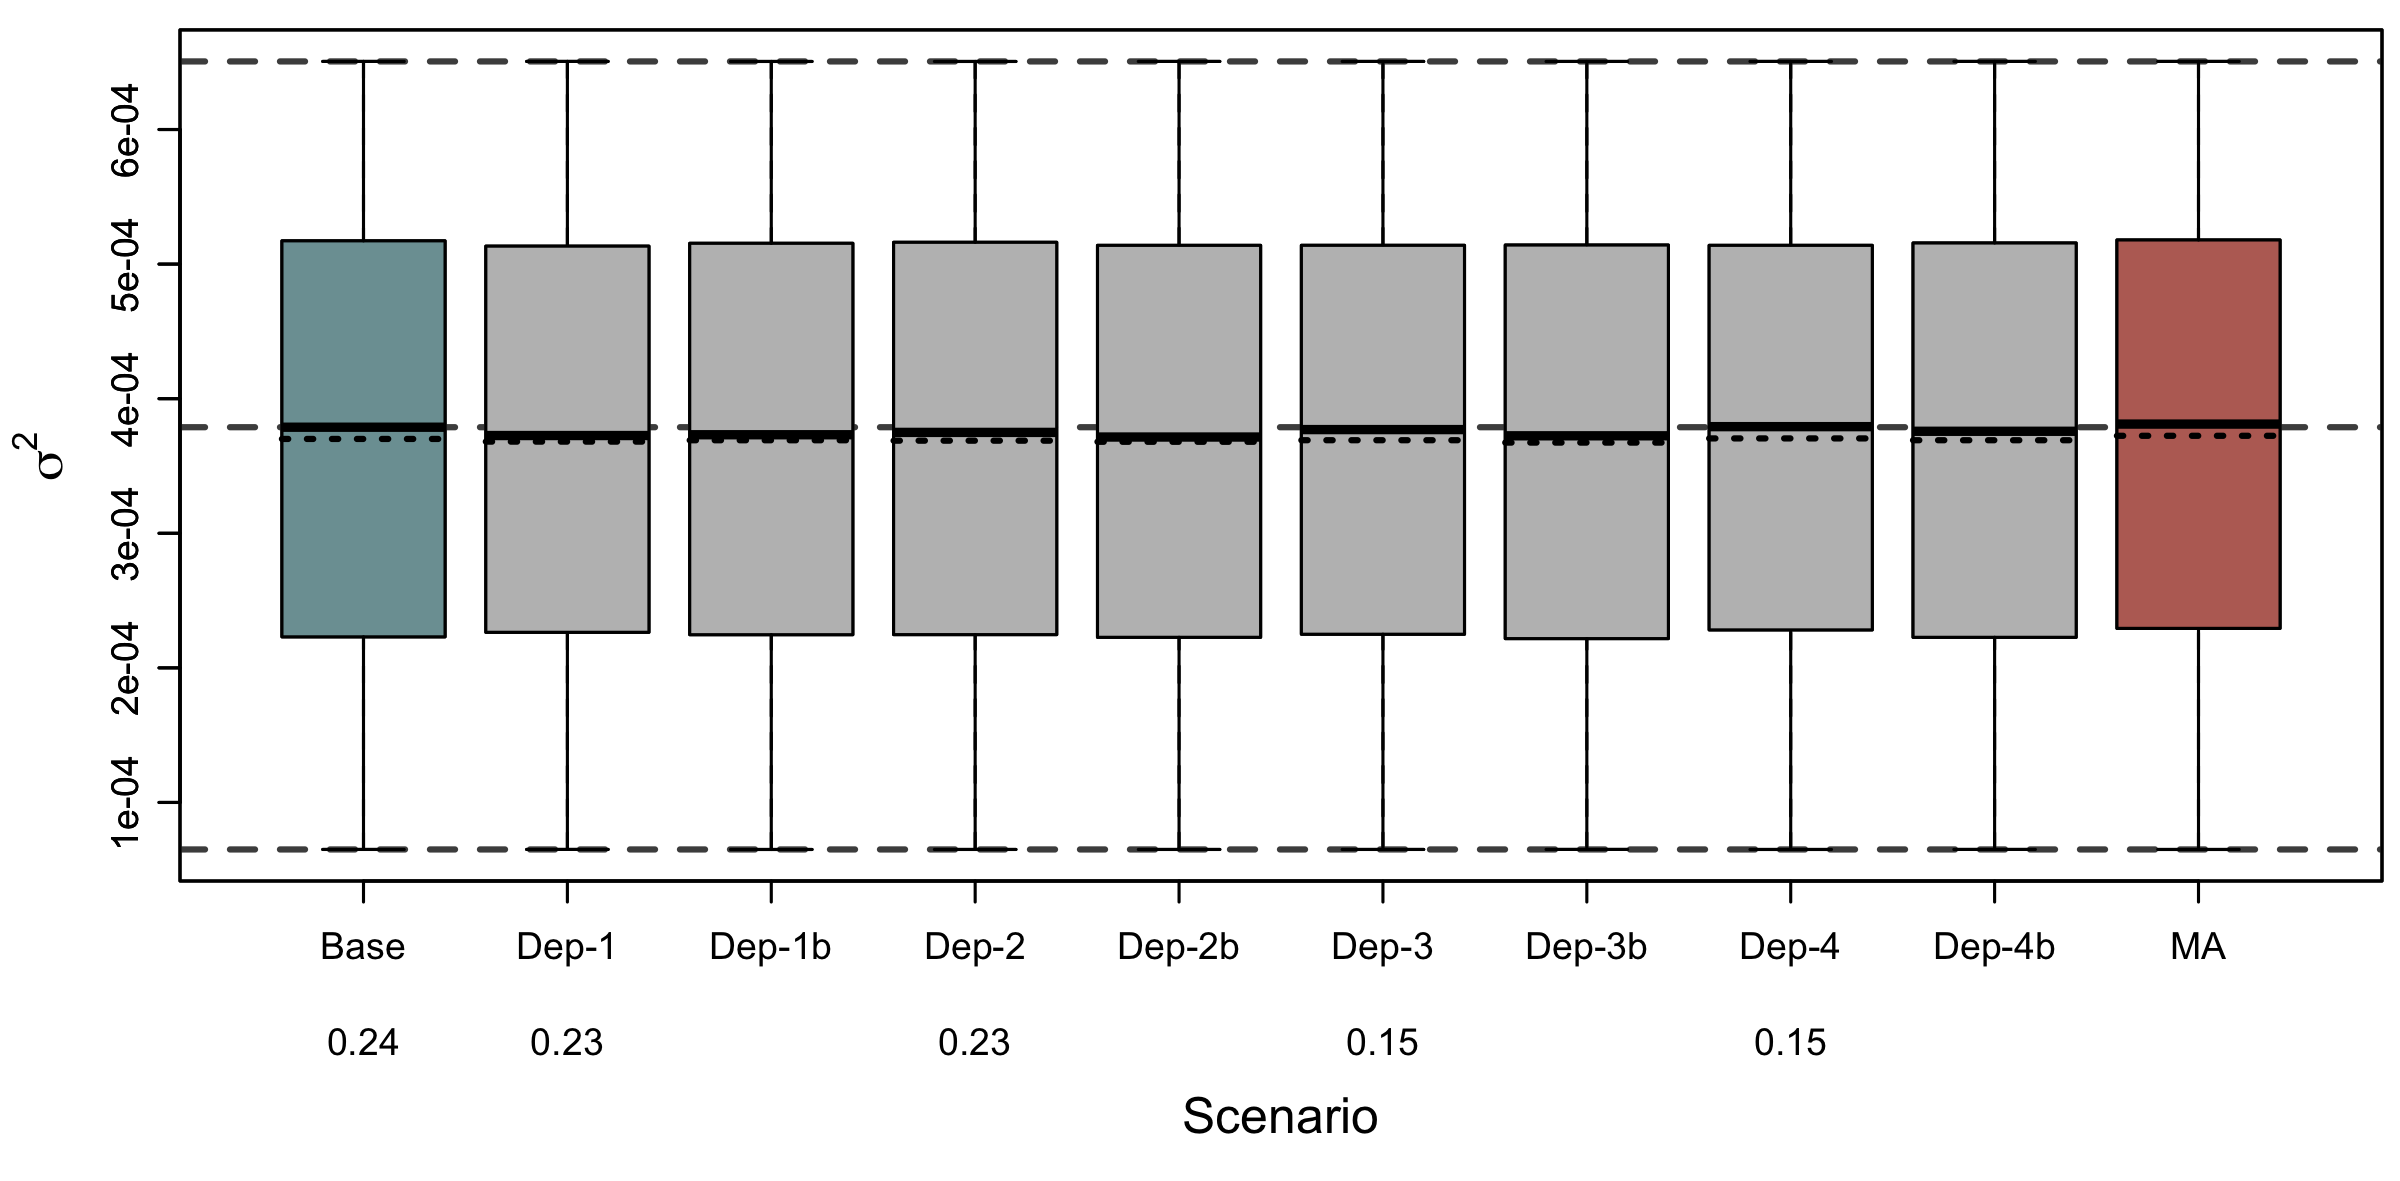 σ²
6e-04
5e-04
4e-04
3e-04
2e-04
1e-04
Base Dep-1 Dep-1b Dep-2 Dep-2b Dep-3 Dep-3b Dep-4 Dep-4b MA
0.24 0.23 0.23 0.15 0.15
Scenario